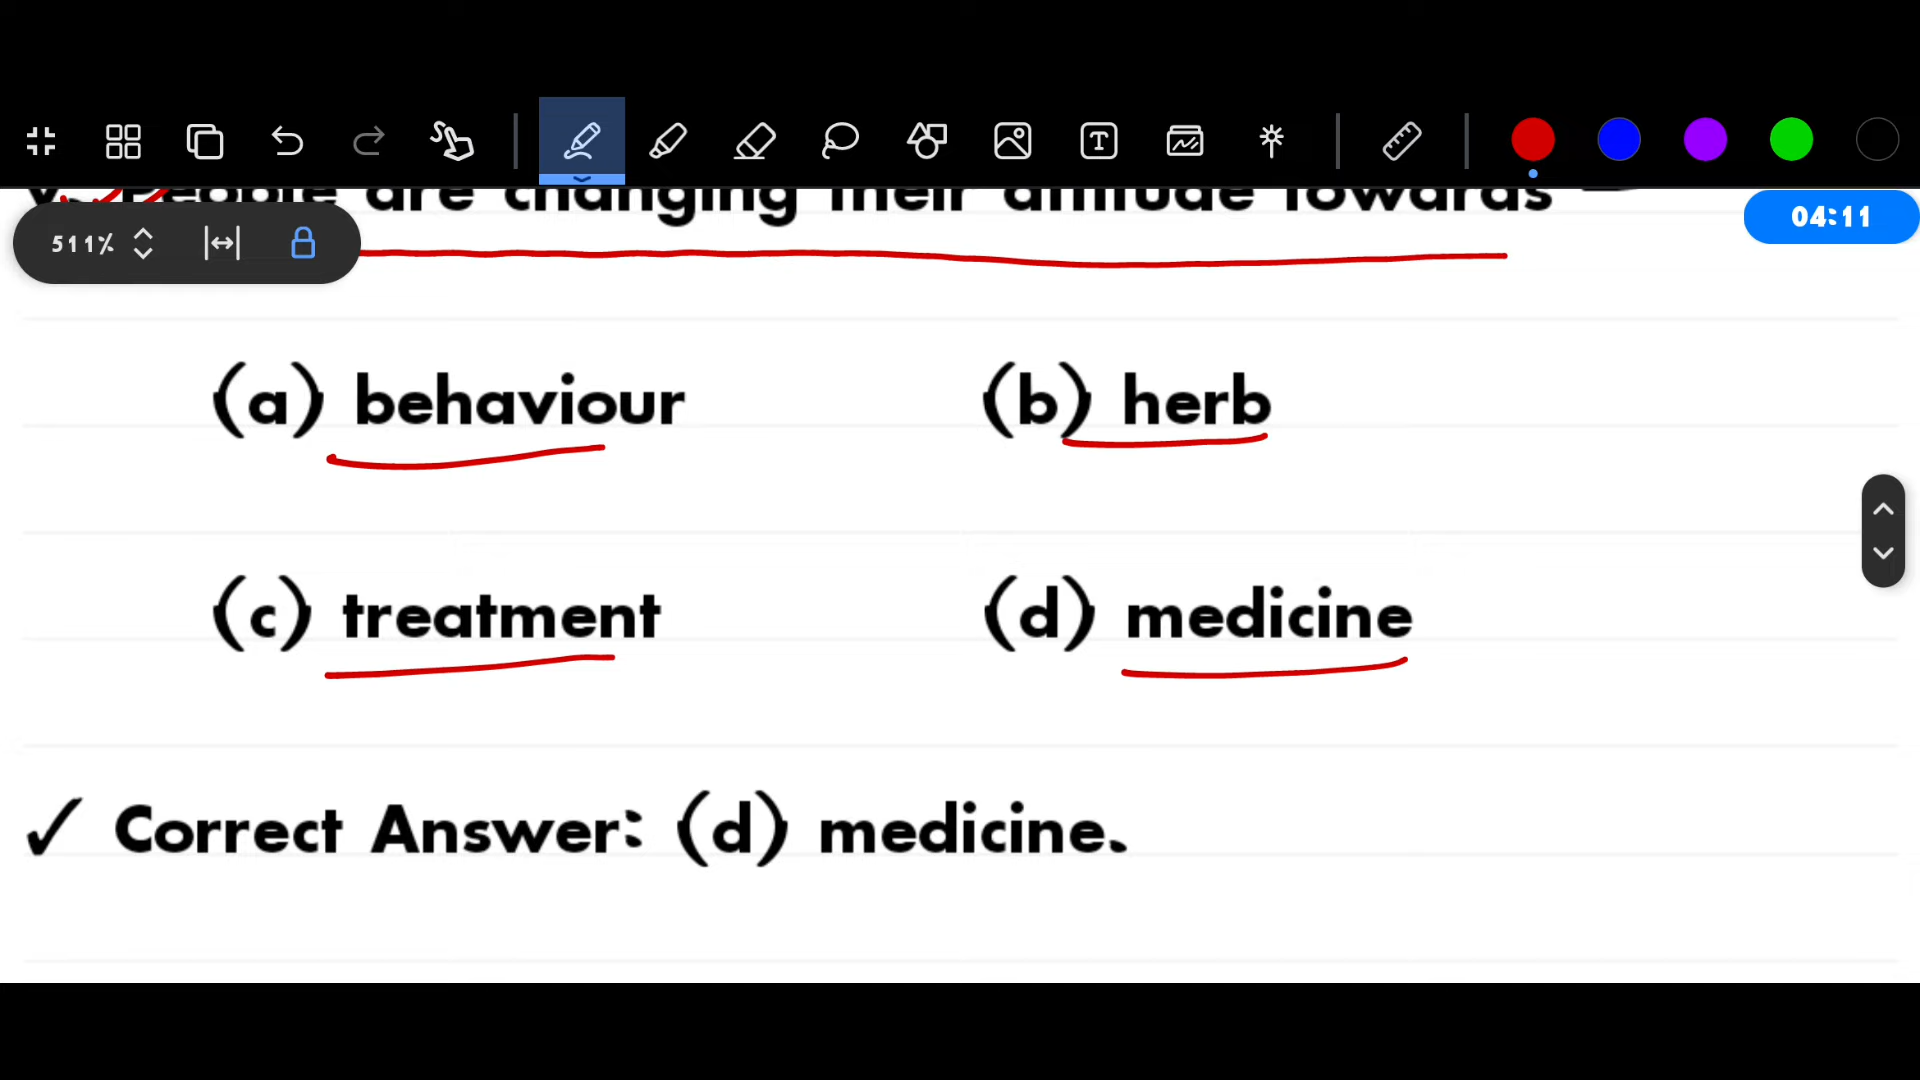 v. People are changing their attitude towards
04:11
511%
(a) behaviour (b) herb
(c) treatment (d) medicine
✓ Correct Answer: (d) medicine.